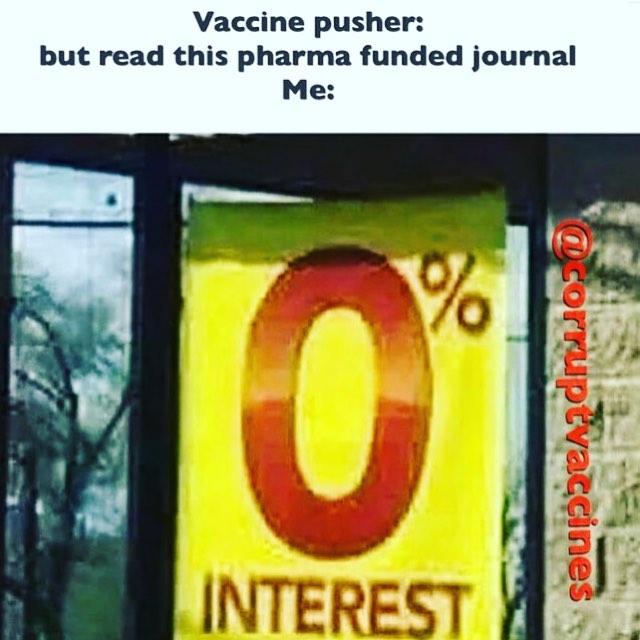 Vaccine pusher:
but read this pharma funded journal
Me:
0%
INTEREST
@corruptvaccines